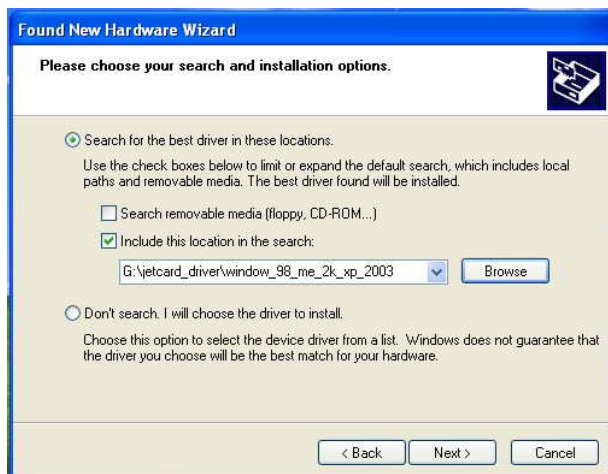 Found New Hardware Wizard
Please choose your search and installation options.
Search for the best driver in these locations.
Use the check boxes below to limit or expand the default search, which includes local
paths and removable media. The best driver found will be installed.
Search removable media (floppy, CD-ROM...)
Include this location in the search:
G:\jetcard_driver\window_98_me_2k_xp_2003
Browse
Don't search. I will choose the driver to install.
Choose this option to select the device driver from a list. Windows does not guarantee that
the driver you choose will be the best match for your hardware.
< Back Next > Cancel